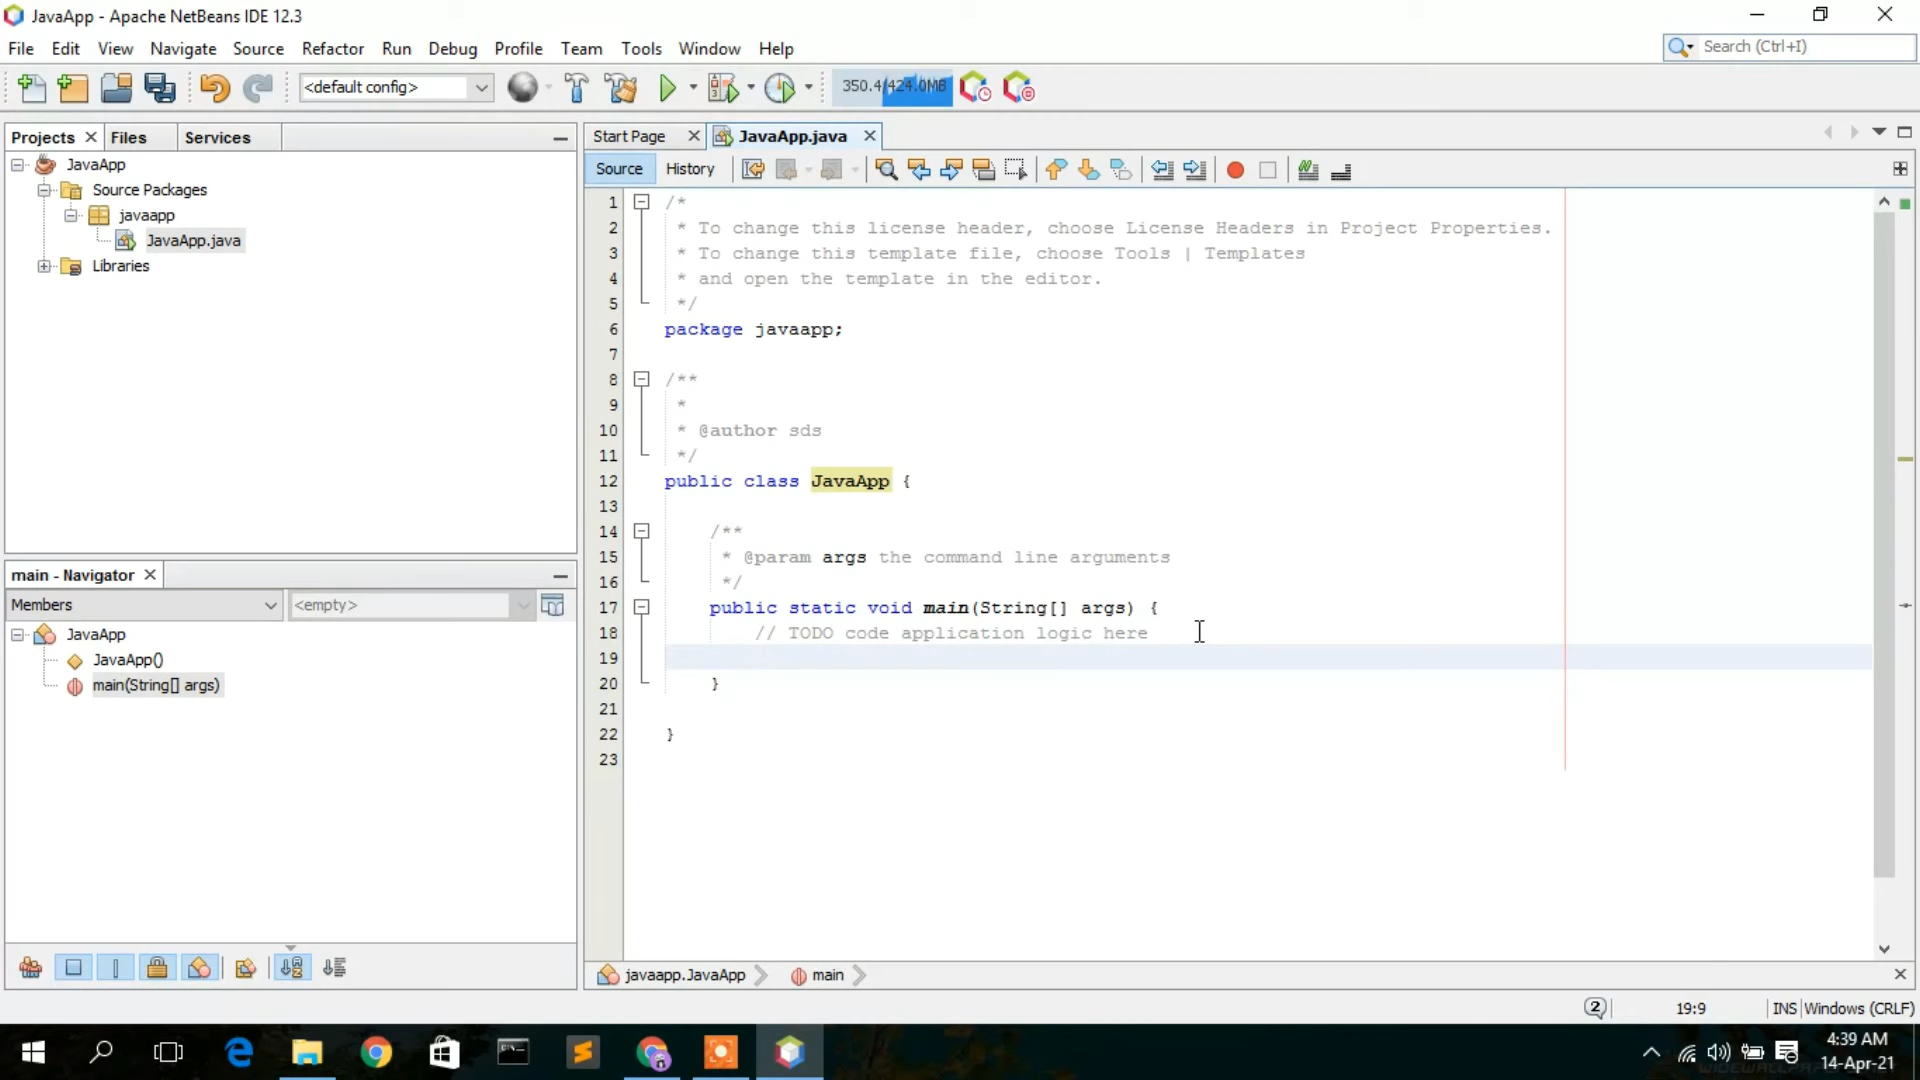 JavaApp - Apache NetBeans IDE 12.3
File Edit View Navigate Source Refactor Run Debug Profile Team Tools Window Help
Search (Ctrl+I)
<default config>
350.4/424.0MB
Projects Files Services
JavaApp
Source Packages
javaapp
JavaApp.java
Libraries
main - Navigator
Members
<empty>
JavaApp
JavaApp()
main(String[] args)
Start Page JavaApp.java
Source History
1 /*
2 * To change this license header, choose License Headers in Project Properties.
3 * To change this template file, choose Tools | Templates
4 * and open the template in the editor.
5 */
6 package javaapp;
7
8 /**
9 *
10 * @author sds
11 */
12 public class JavaApp {
13
14 /**
15 * @param args the command line arguments
16 */
17 public static void main(String[] args) {
18 // TODO code application logic here
19
20 }
21
22 }
23
javaapp.JavaApp main
2 19:9 INS Windows (CRLF)
4:39 AM
14-Apr-21